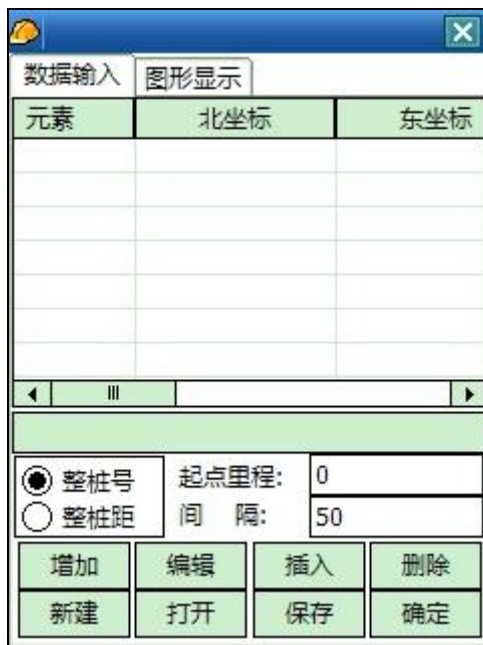 数据输入 图形显示
元素 北坐标 东坐标
整桩号 起点里程: 0
整桩距 间 隔: 50
增加 编辑 插入 删除
新建 打开 保存 确定